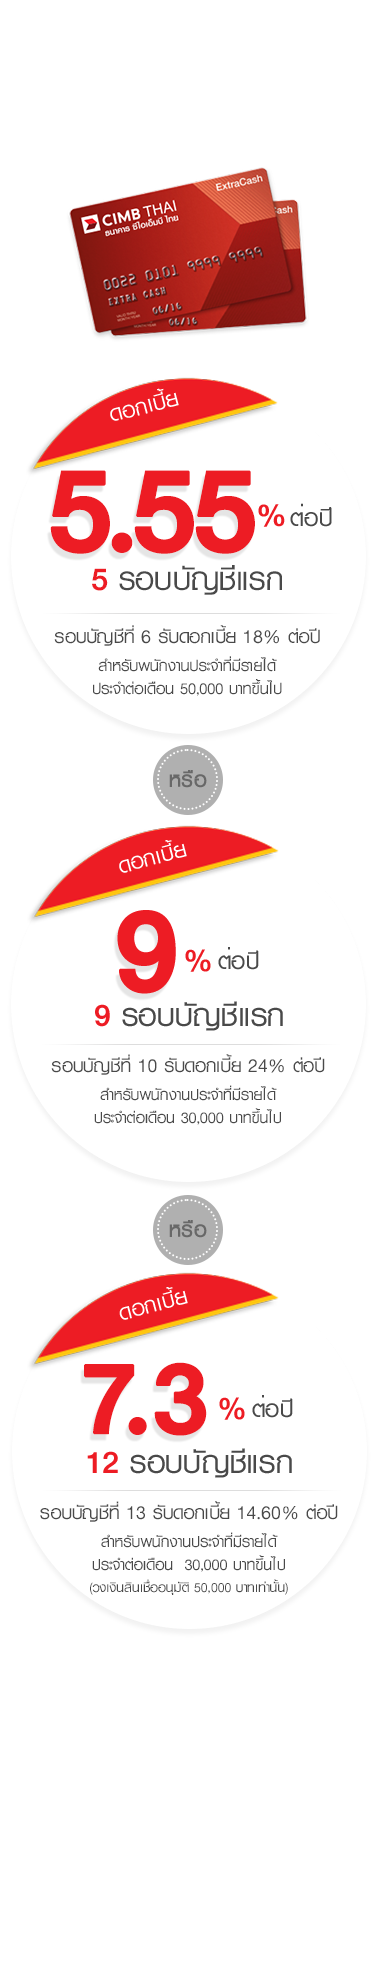 ExtraCash
CIMB THAI
ธนาคาร ซีไอเอ็มบี ไทย
ash
0022 0101 9999 9999
EXTRA CASH
06/16
06/16
ดอกเบี้ย
5.55% ต่อปี
5 รอบบัญชีแรก
รอบบัญชีที่ 6 รับดอกเบี้ย 18% ต่อปี
สำหรับพนักงานประจำที่มีรายได้
ประจำต่อเดือน 50,000 บาทขึ้นไป
หรือ
ดอกเบี้ย
9 % ต่อปี
9 รอบบัญชีแรก
รอบบัญชีที่ 10 รับดอกเบี้ย 24% ต่อปี
สำหรับพนักงานประจำที่มีรายได้
ประจำต่อเดือน 30,000 บาทขึ้นไป
หรือ
ดอกเบี้ย
7.3 % ต่อปี
12 รอบบัญชีแรก
รอบบัญชีที่ 13 รับดอกเบี้ย 14.60% ต่อปี
สำหรับพนักงานประจำที่มีรายได้
ประจำต่อเดือน 30,000 บาทขึ้นไป
(วงเงินสินเชื่ออนุมัติ 50,000 บาทเท่านั้น)